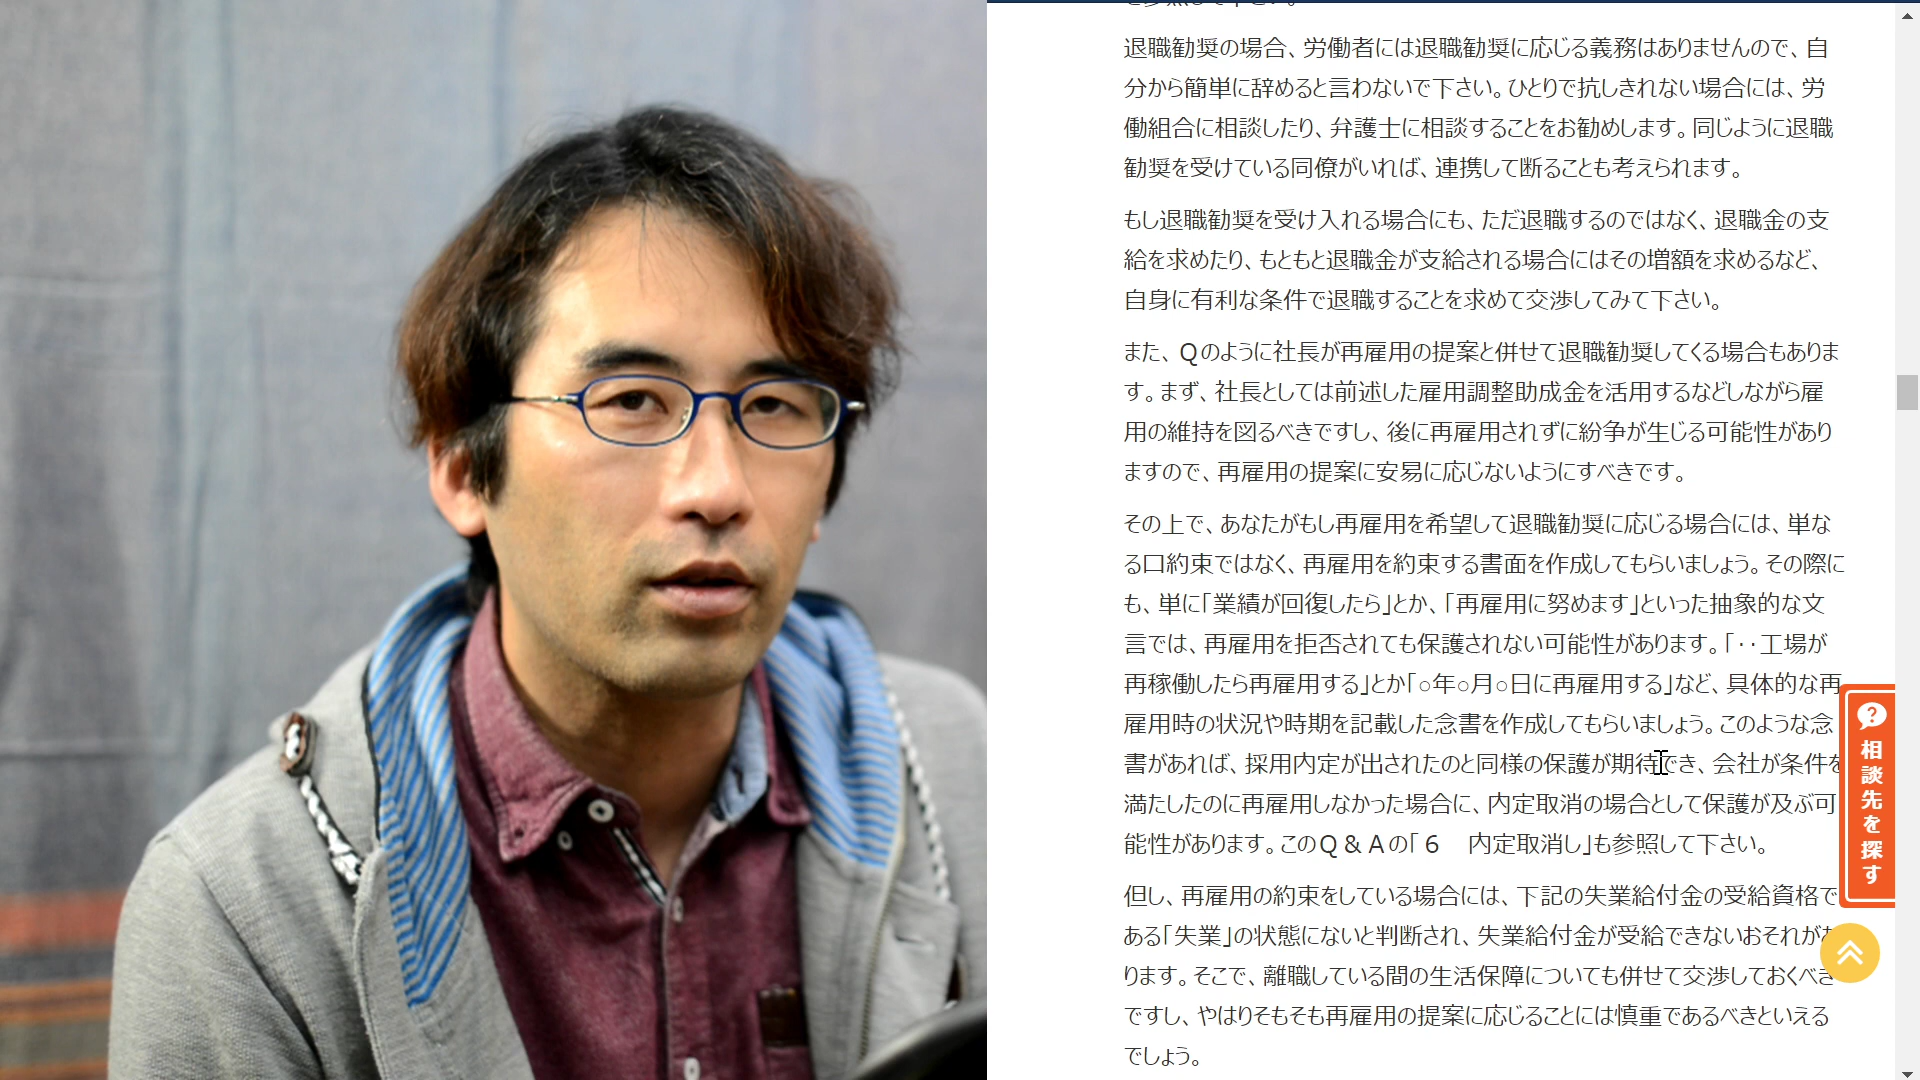 退職勧奨の場合、労働者には退職勧奨に応じる義務はありませんので、自
分から簡単に辞めると言わないで下さい。ひとりで抗しきれない場合には、労
働組合に相談したり、弁護士に相談することをお勧めします。同じように退職
勧奨を受けている同僚がいれば、連携して断ることも考えられます。
もし退職勧奨を受け入れる場合にも、ただ退職するのではなく、退職金の支
給を求めたり、もともと退職金が支給される場合にはその増額を求めるなど、
自身に有利な条件で退職することを求めて交渉してみて下さい。
また、Ｑのように社長が再雇用の提案と併せて退職勧奨してくる場合もありま
す。まず、社長としては前述した雇用調整助成金を活用するなどしながら雇
用の維持を図るべきですし、後に再雇用されずに紛争が生じる可能性があり
ますので、再雇用の提案に安易に応じないようにすべきです。
その上で、あなたがもし再雇用を希望して退職勧奨に応じる場合には、単な
る口約束ではなく、再雇用を約束する書面を作成してもらいましょう。その際に
も、単に「業績が回復したら」とか、「再雇用に努めます」といった抽象的な文
言では、再雇用を拒否されても保護されない可能性があります。「‥工場が
再稼働したら再雇用する」とか「○年○月○日に再雇用する」など、具体的な再
雇用時の状況や時期を記載した念書を作成してもらいましょう。このような念
書があれば、採用内定が出されたのと同様の保護が期待でき、会社が条件を
満たしたのに再雇用しなかった場合に、内定取消の場合として保護が及ぶ可
能性があります。このＱ＆Ａの「６　内定取消し」も参照して下さい。
但し、再雇用の約束をしている場合には、下記の失業給付金の受給資格で
ある「失業」の状態にないと判断され、失業給付金が受給できないおそれがあ
ります。そこで、離職している間の生活保障についても併せて交渉しておくべき
ですし、やはりそもそも再雇用の提案に応じることには慎重であるべきといえる
でしょう。
相談先を探す